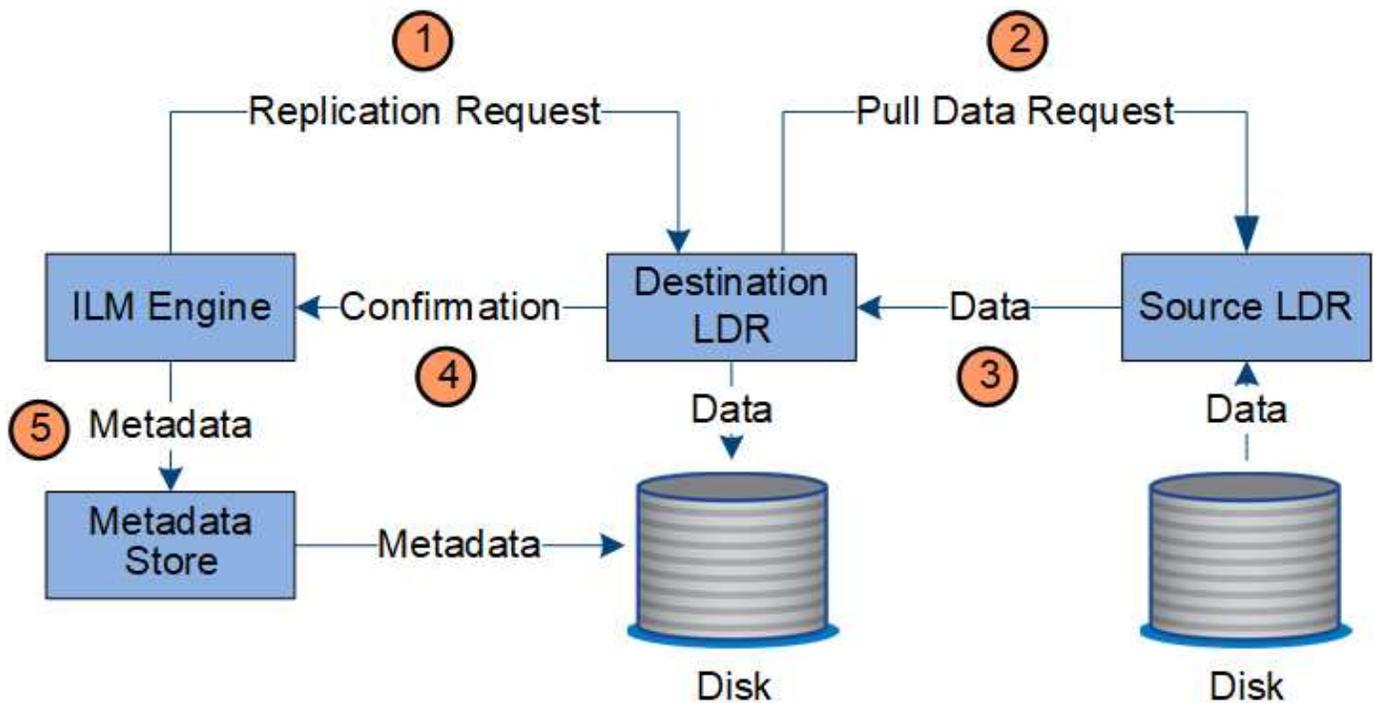 1
2
Replication Request
Pull Data Request
ILM Engine
Confirmation
Destination
LDR
Data
Source LDR
4
3
5
Metadata
Data
Data
Metadata
Store
Metadata
Disk
Disk